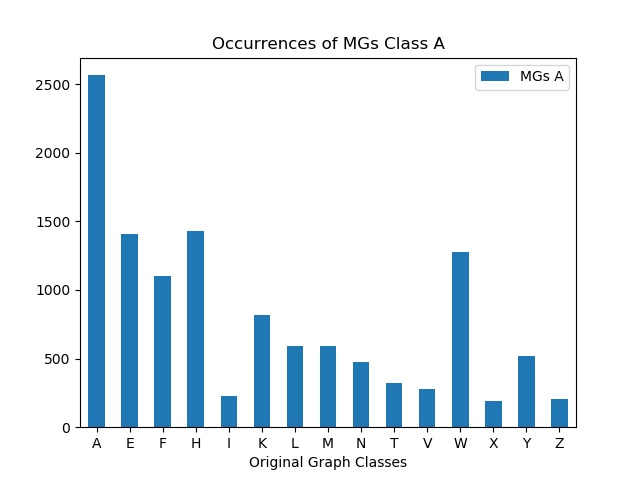 Occurrences of MGs Class A
MGs A
2500
2000
1500
1000
500
0
A E F H I K L M N T V W X Y Z
Original Graph Classes